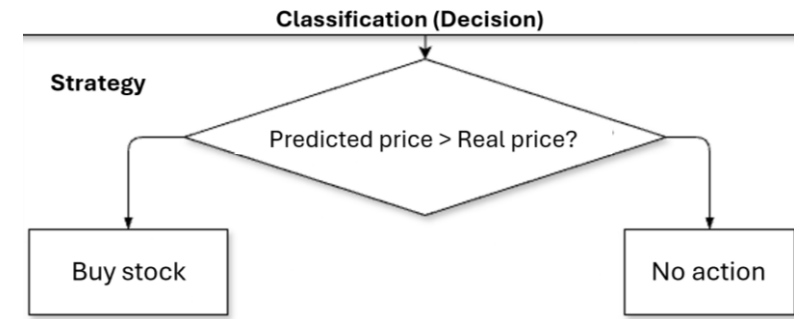 Classification (Decision)
Strategy
Predicted price > Real price?
Buy stock
No action